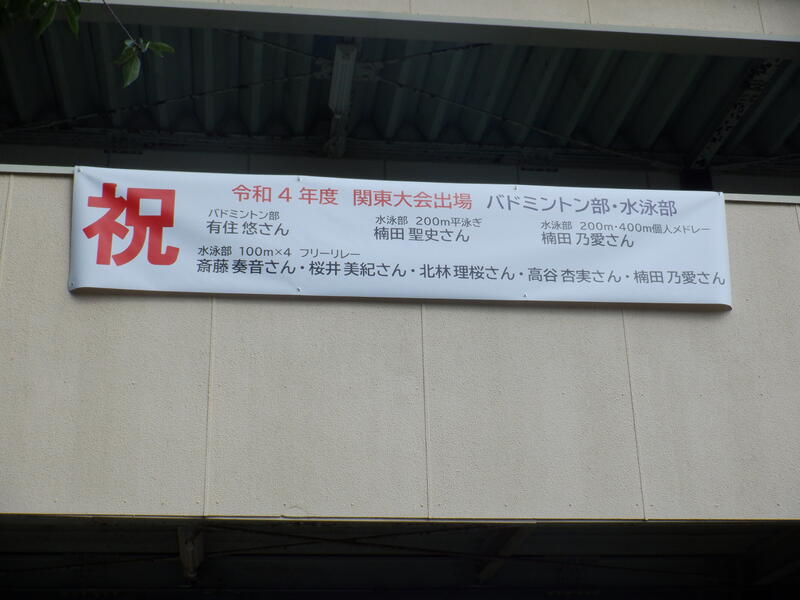 祝
令和4年度 関東大会出場 バドミントン部・水泳部
バドミントン部
有住 悠さん
水泳部 200m平泳ぎ
楠田 聖史さん
水泳部 200m・400m個人メドレー
楠田 乃愛さん
水泳部 100m×4 フリーリレー
斎藤 奏音さん・桜井 美紀さん・北林 理桜さん・高谷 杏実さん・楠田 乃愛さん